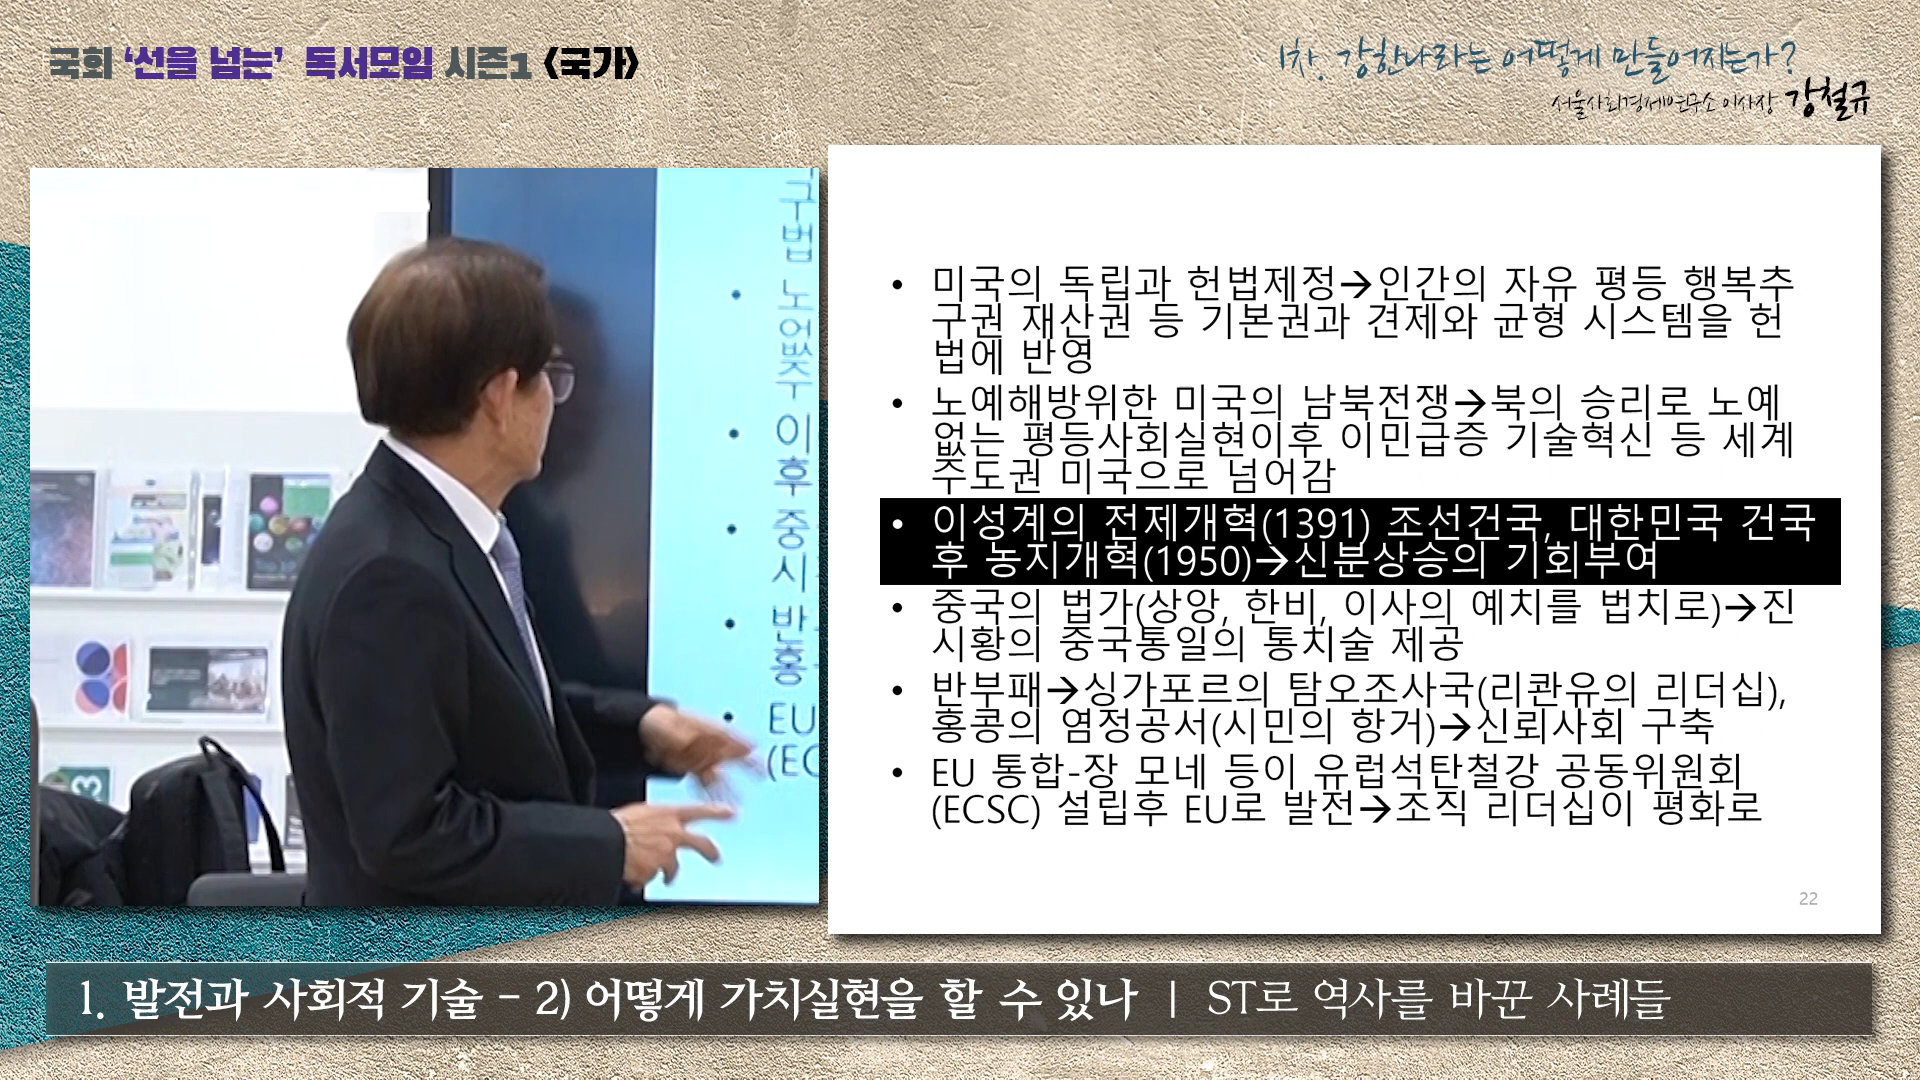 국회 ‘선을 넘는’ 독서모임 시즌1 <국가>
1차. 강한나라는 어떻게 만들어지는가?
서울사회경제연구소 이사장 강철규
구
법
노
없
주
이
후
중
시
반
홍
EU
(EC
• 미국의 독립과 헌법제정→인간의 자유 평등 행복추
구권 재산권 등 기본권과 견제와 균형 시스템을 헌
법에 반영
• 노예해방위한 미국의 남북전쟁→북의 승리로 노예
없는 평등사회실현이후 이민급증 기술혁신 등 세계
주도권 미국으로 넘어감
• 이성계의 전제개혁(1391) 조선건국, 대한민국 건국
후 농지개혁(1950)→신분상승의 기회부여
• 중국의 법가(상앙, 한비, 이사의 예치를 법치로)→진
시황의 중국통일의 통치술 제공
• 반부패→싱가포르의 탐오조사국(리콴유의 리더십),
홍콩의 염정공서(시민의 항거)→신뢰사회 구축
• EU 통합-장 모네 등이 유럽석탄철강 공동위원회
(ECSC) 설립후 EU로 발전→조직 리더십이 평화로
22
1. 발전과 사회적 기술 - 2) 어떻게 가치실현을 할 수 있나 | ST로 역사를 바꾼 사례들